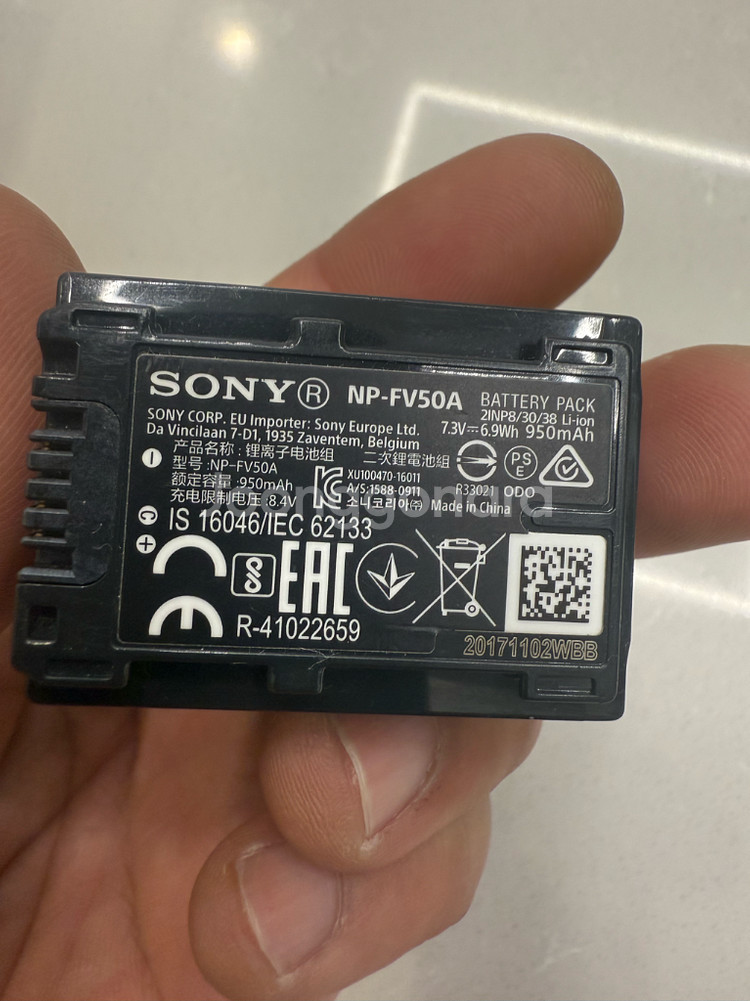 SONY® NP-FV50A BATTERY PACK
2INP8/30/38 Li-ion
SONY CORP. EU Importer: Sony Europe Ltd. 7.3V⎓6.9Wh 950mAh
Da Vincilaan 7-D1, 1935 Zaventem, Belgium
产品名称:锂离子电池组 二次鋰電池組
型号:NP-FV50A XU100470-16011
额定容量:950mAh A/S:1588-0911 R33021 ODO
充电限制电压:8.4V 소니코리아㈜ Made in China
PS
E
C
IS 16046/IEC 62133
CE EAC
R-41022659
20171102WBB
Joonggonara